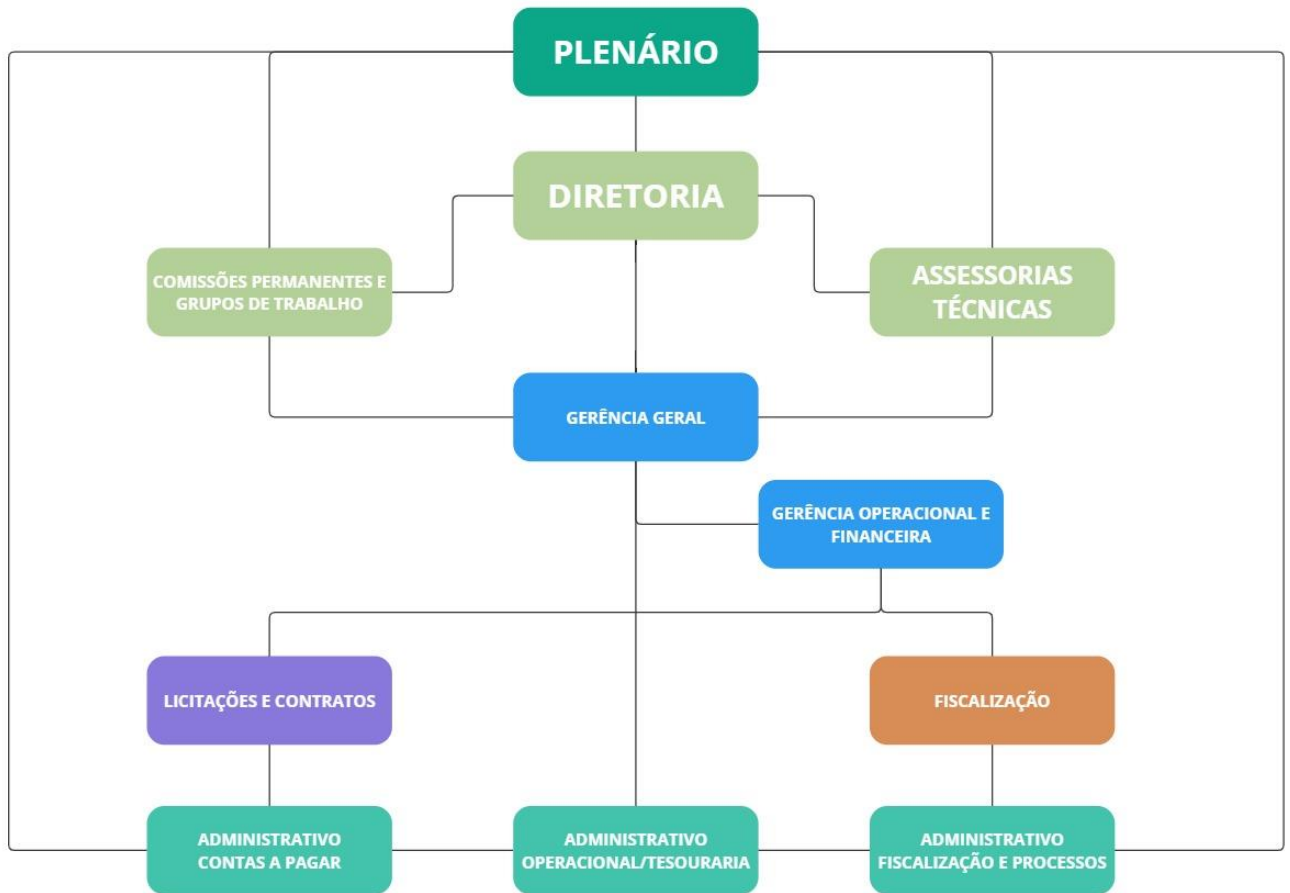 PLENÁRIO
DIRETORIA
COMISSÕES PERMANENTES E
GRUPOS DE TRABALHO
ASSESSORIAS
TÉCNICAS
GERÊNCIA GERAL
GERÊNCIA OPERACIONAL E
FINANCEIRA
LICITAÇÕES E CONTRATOS
FISCALIZAÇÃO
ADMINISTRATIVO
CONTAS A PAGAR
ADMINISTRATIVO
OPERACIONAL/TESOURARIA
ADMINISTRATIVO
FISCALIZAÇÃO E PROCESSOS